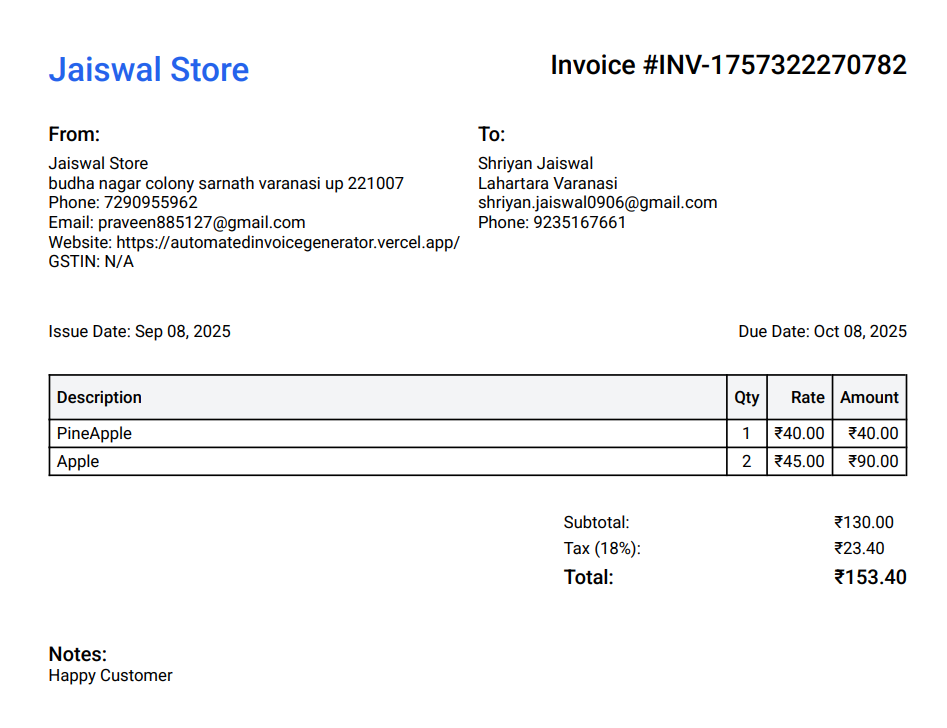 Jaiswal Store
Invoice #INV-1757322270782
From:
Jaiswal Store
budha nagar colony sarnath varanasi up 221007
Phone: 7290955962
Email: praveen885127@gmail.com
Website: https://automatedinvoicegenerator.vercel.app/
GSTIN: N/A
To:
Shriyan Jaiswal
Lahartara Varanasi
shriyan.jaiswal0906@gmail.com
Phone: 9235167661
Issue Date: Sep 08, 2025
Due Date: Oct 08, 2025
Description Qty Rate Amount
PineApple 1 ₹40.00 ₹40.00
Apple 2 ₹45.00 ₹90.00
Subtotal: ₹130.00
Tax (18%): ₹23.40
Total: ₹153.40
Notes:
Happy Customer